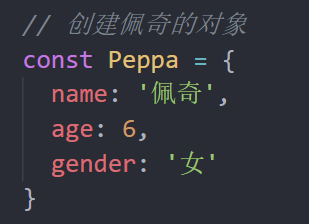 // 创建佩奇的对象
const Peppa = {
  name: '佩奇',
  age: 6,
  gender: '女'
}